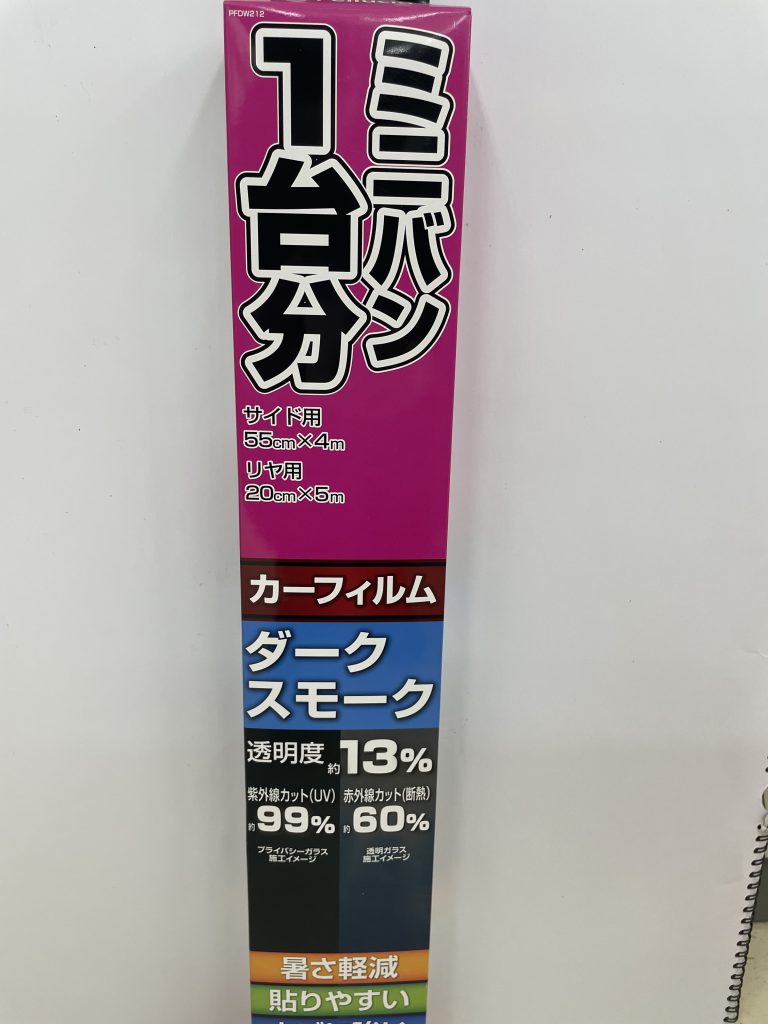 PFDW212
ミニバン
1台分
サイド用
55cm×4m
リヤ用
20cm×5m
カーフィルム
ダーク
スモーク
透明度 約13%
紫外線カット(UV) 赤外線カット(断熱)
約99% 約60%
プライバシーガラス
施工イメージ
透明ガラス
施工イメージ
暑さ軽減
貼りやすい